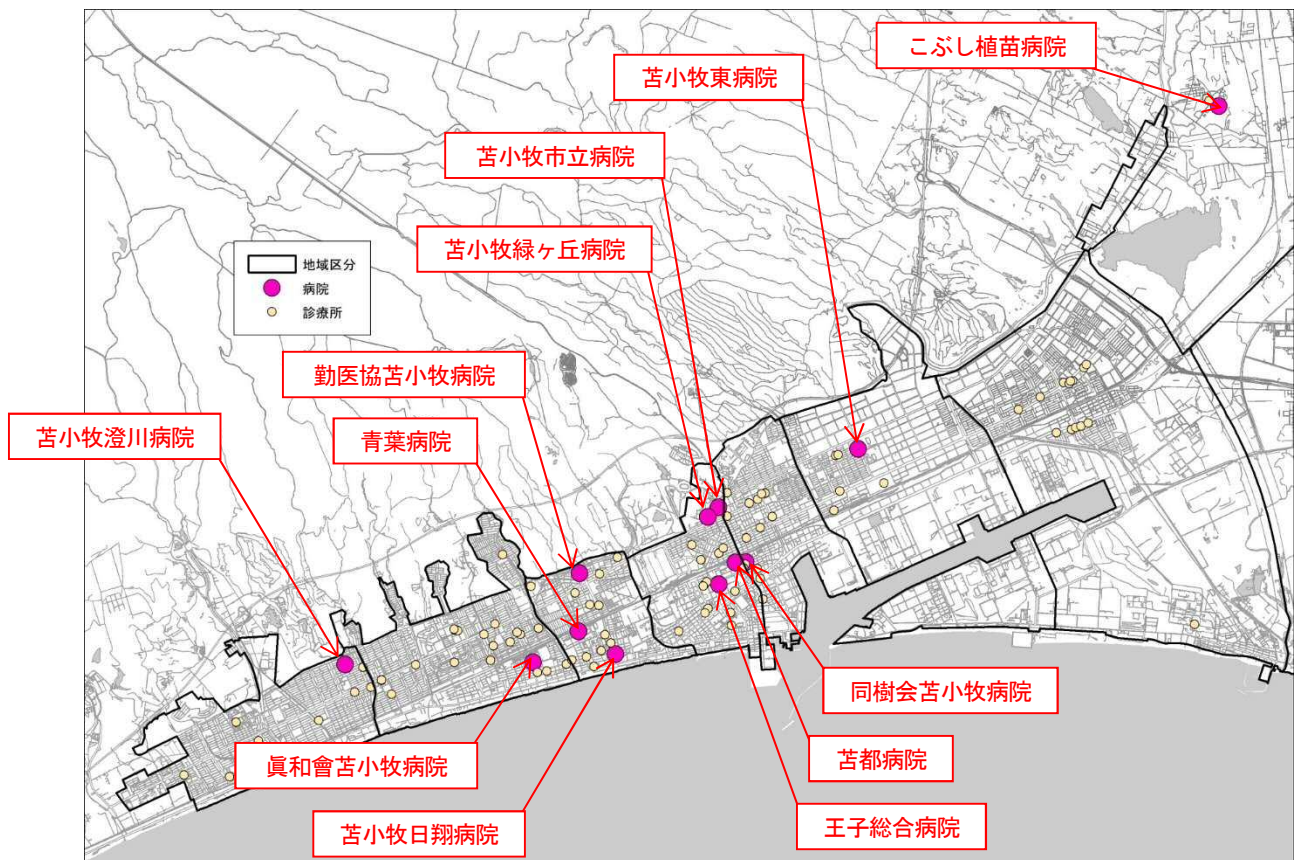 こぶし植苗病院
苫小牧東病院
苫小牧市立病院
苫小牧緑ヶ丘病院
地域区分
病院
診療所
勤医協苫小牧病院
苫小牧澄川病院
青葉病院
同樹会苫小牧病院
眞和會苫小牧病院
苫都病院
苫小牧日翔病院
王子総合病院